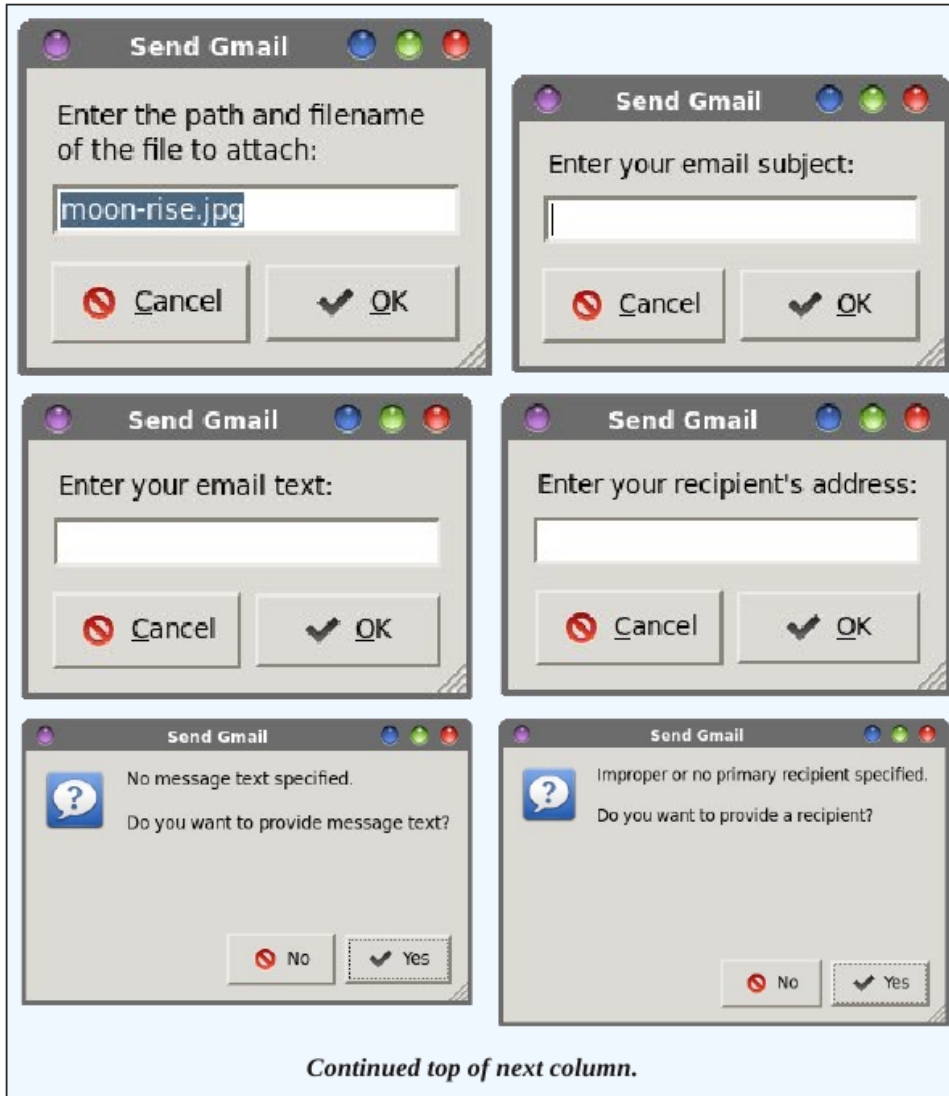 Send Gmail
Enter the path and filename
of the file to attach:
moon-rise.jpg
Cancel
OK
Send Gmail
Enter your email subject:
Cancel
OK
Send Gmail
Enter your email text:
Cancel
OK
Send Gmail
Enter your recipient's address:
Cancel
OK
Send Gmail
No message text specified.
Do you want to provide message text?
No
Yes
Send Gmail
Improper or no primary recipient specified.
Do you want to provide a recipient?
No
Yes
Continued top of next column.